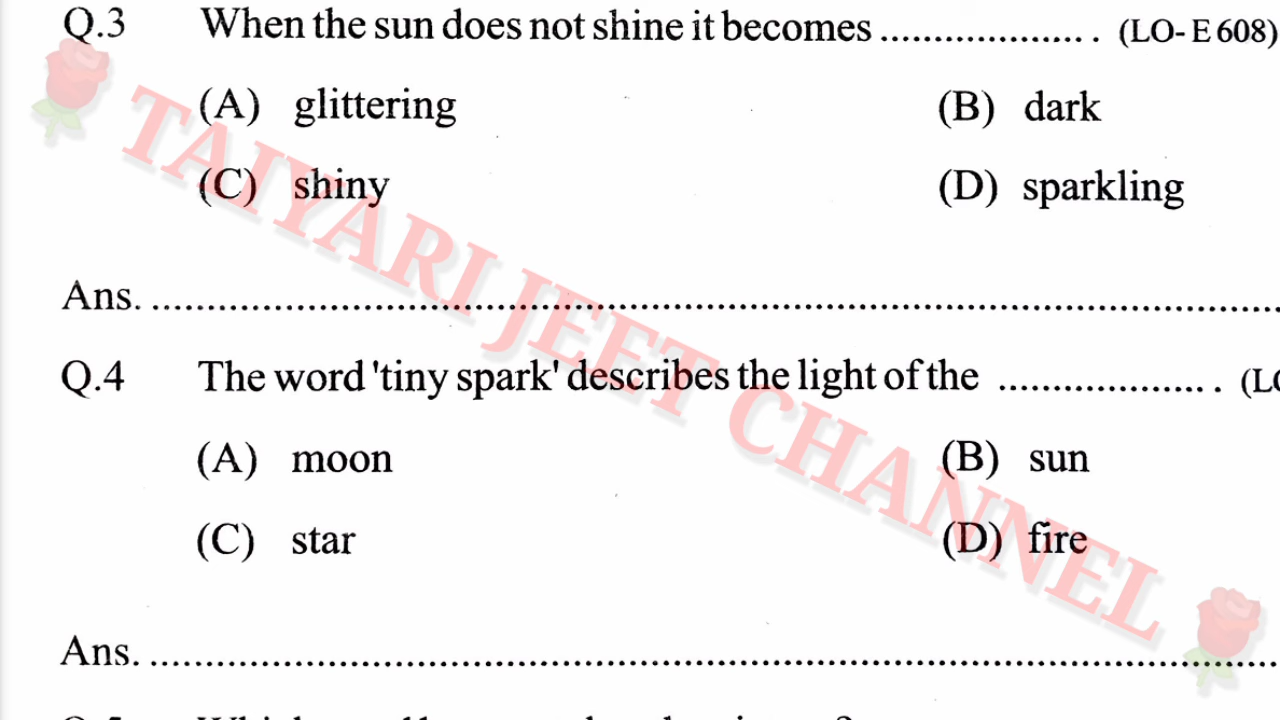 Q.3 When the sun does not shine it becomes .................... . (LO- E 608)
(A) glittering (B) dark
(C) shiny (D) sparkling
Ans. ........................................................................................................
Q.4 The word 'tiny spark' describes the light of the .................... . (LO
(A) moon (B) sun
(C) star (D) fire
Ans. ........................................................................................................
TAIYARI JEET CHANNEL